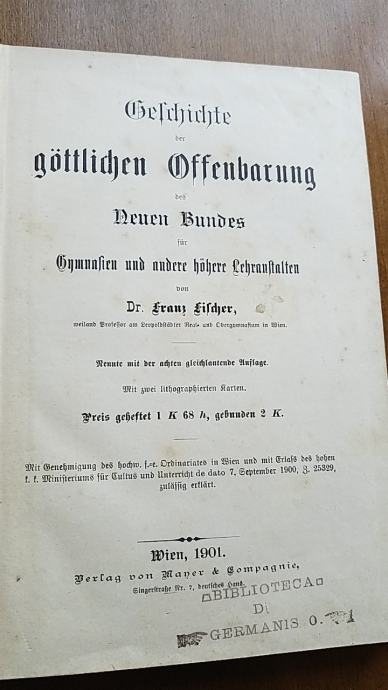 Geschichte
der
göttlichen Offenbarung
des
Neuen Bundes
für
Gymnasien und andere höhere Lehranstalten
von
Dr. Franz Fischer,
weiland Professor am Leopoldstädter Real- und Obergymnasium in Wien.
Neunte mit der achten gleichlautende Auflage.
Mit zwei lithographierten Karten.
Preis geheftet 1 K 68 h, gebunden 2 K.
Mit Genehmigung des hochw. f.-e. Ordinariates in Wien und mit Erlaß des hohen
k. k. Ministeriums für Cultus und Unterricht de dato 7. September 1900, Z. 25329,
zulässig erklärt.
Wien, 1901.
Verlag von Mayer & Compagnie,
Singerstraße Nr. 7, deutsches Haus.
BIBLIOTECA
Di
GERMANIS O.